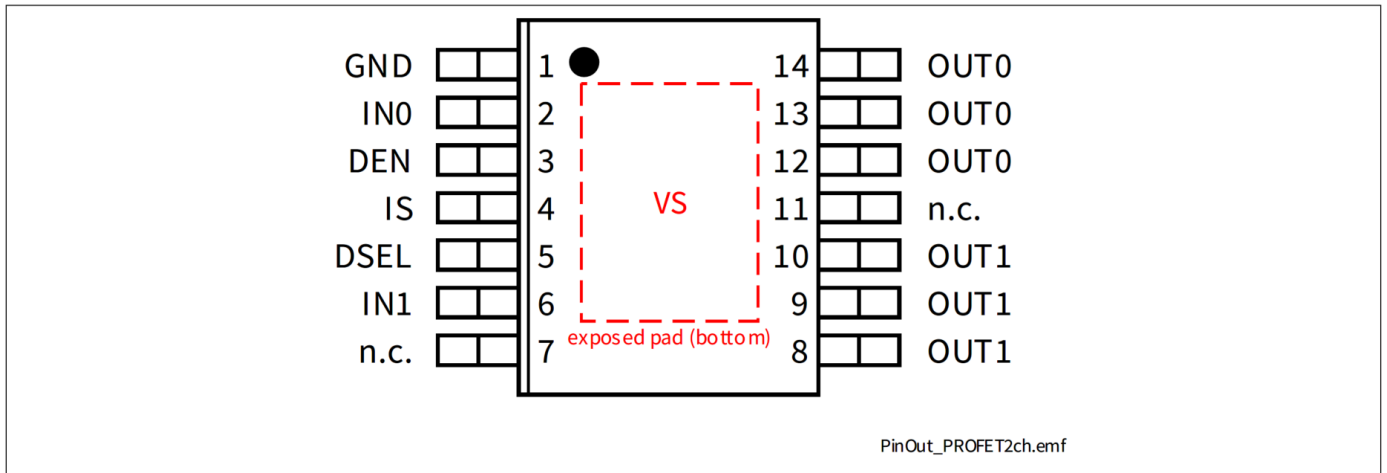 GND 1 14 OUT0
IN0 2 13 OUT0
DEN 3 12 OUT0
IS 4 VS 11 n.c.
DSEL 5 10 OUT1
IN1 6 9 OUT1
exposed pad (bottom)
n.c. 7 8 OUT1
PinOut_PROFET2ch.emf